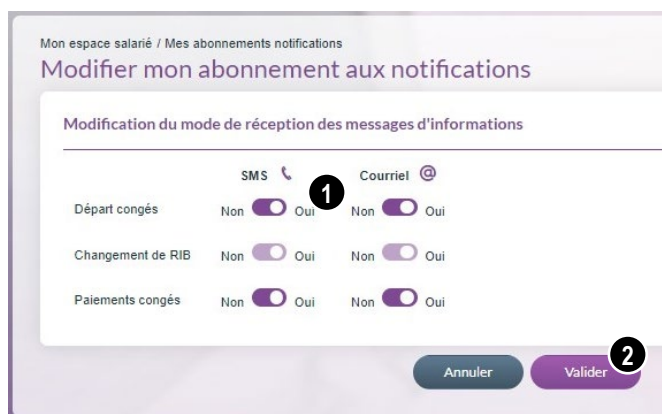 Mon espace salarié / Mes abonnements notifications
Modifier mon abonnement aux notifications
Modification du mode de réception des messages d'informations
SMS Courriel @
1
Départ congés Non Oui Non Oui
Changement de RIB Non Oui Non Oui
Paiements congés Non Oui Non Oui
2
Annuler Valider